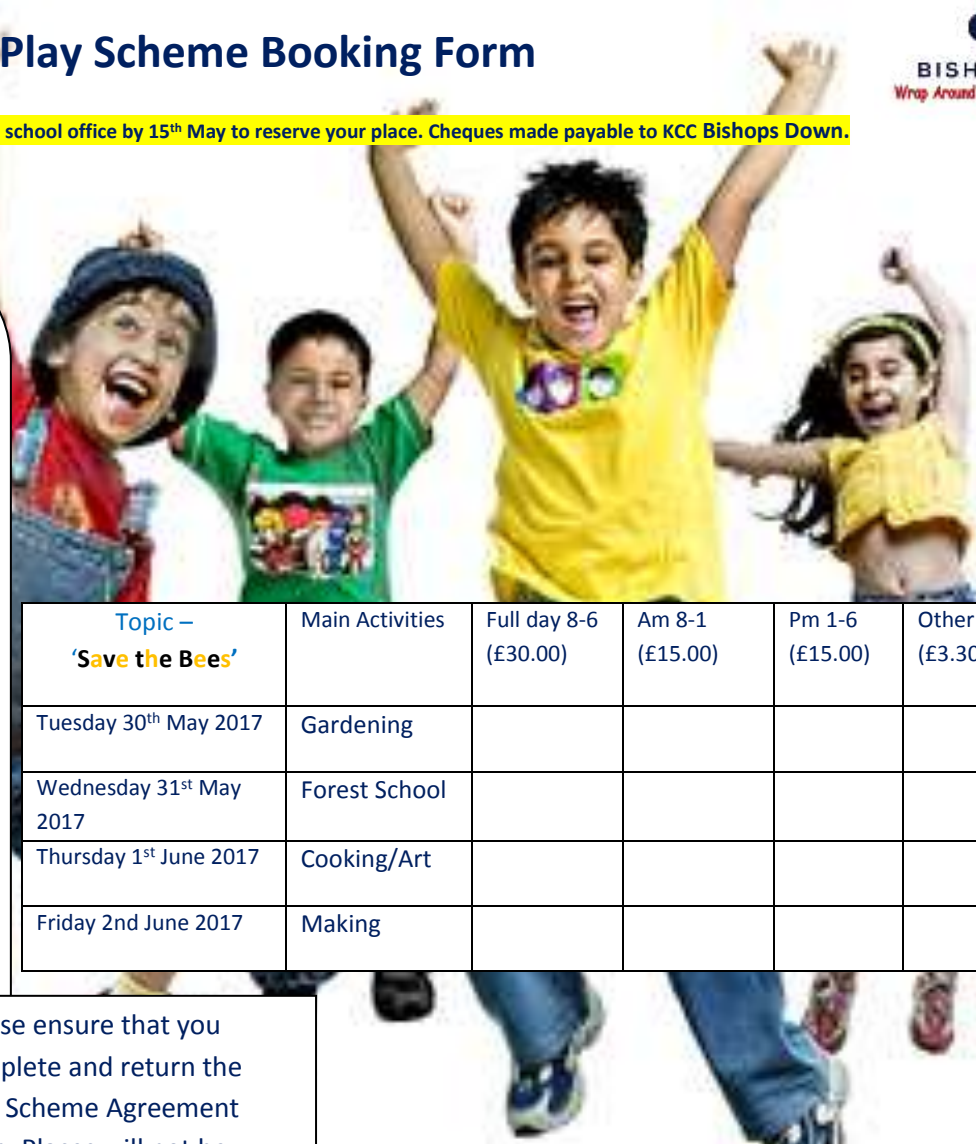 Play Scheme Booking Form
BISH
Wrap Around
school office by 15th May to reserve your place. Cheques made payable to KCC Bishops Down.
Topic – Main Activities Full day 8-6 Am 8-1 Pm 1-6 Other
‘Save the Bees’ (£30.00) (£15.00) (£15.00) (£3.30
Tuesday 30th May 2017 Gardening
Wednesday 31st May Forest School
2017
Thursday 1st June 2017 Cooking/Art
Friday 2nd June 2017 Making
se ensure that you
plete and return the
Scheme Agreement